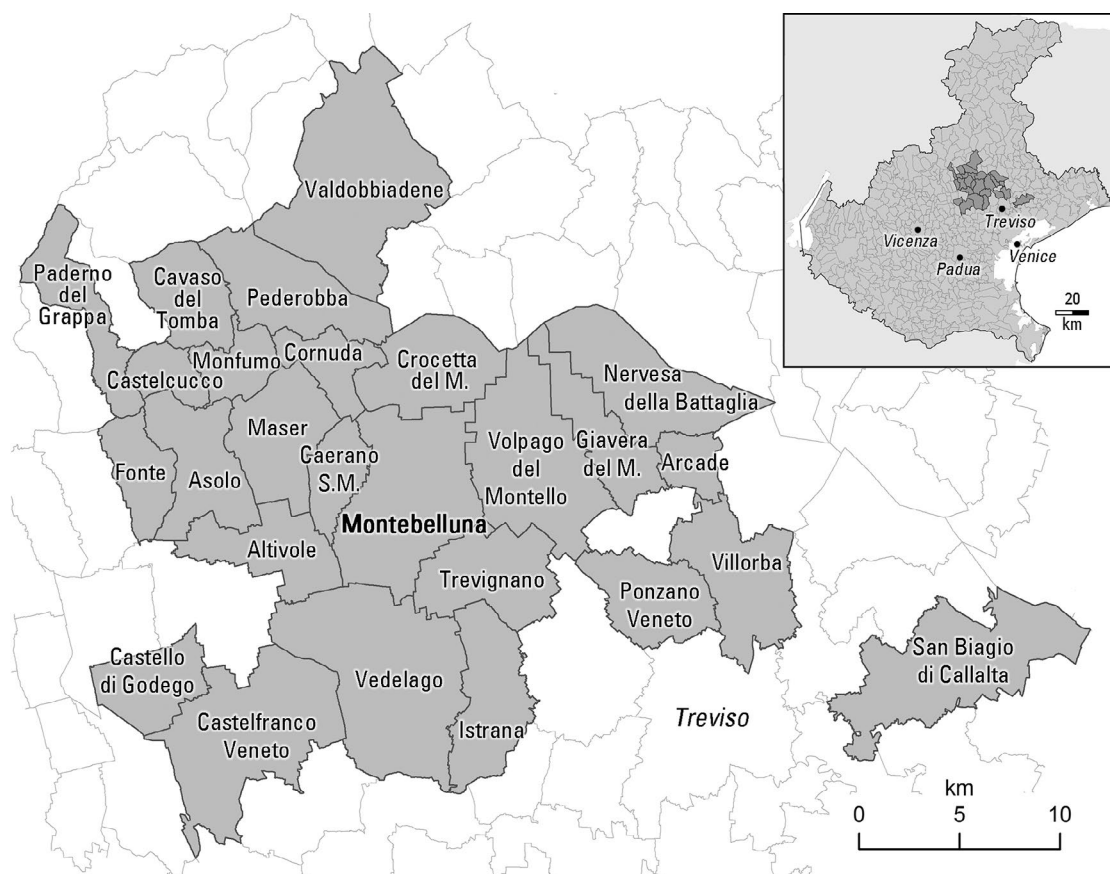 Valdobbiadene
Paderno
del
Grappa
Cavaso
del
Tomba
Pederobba
Castelcucco
Monfumo
Cornuda
Crocetta
del M.
Nervesa
della Battaglia
Fonte
Asolo
Maser
Caerano
S.M.
Volpago
del
Montello
Giavera
del M.
Arcade
Montebelluna
Altivole
Trevignano
Ponzano
Veneto
Villorba
Castello
di Godego
Castelfranco
Veneto
Vedelago
Istrana
Treviso
San Biagio
di Callalta
km
0 5 10
Treviso
Vicenza
Venice
Padua
20
km